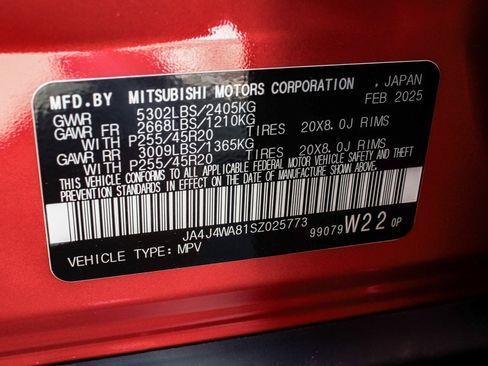 MFD.BY MITSUBISHI MOTORS CORPORATION , JAPAN
FEB 2025
GVWR 5302LBS/2405KG
GAWR FR 2668LBS/1210KG
WITH P255/45R20 TIRES 20X8.0J RIMS
GAWR RR 3009LBS/1365KG
WITH P255/45R20 TIRES 20X8.0J RIMS
THIS VEHICLE CONFORMS TO ALL APPLICABLE FEDERAL MOTOR VEHICLE SAFETY AND THEFT PREVENTION
STANDARDS IN EFFECT ON THE DATE OF MANUFACTURE SHOWN ABOVE.
JA4J4WA81SZ025773
VEHICLE TYPE: MPV
99079 W22 0P